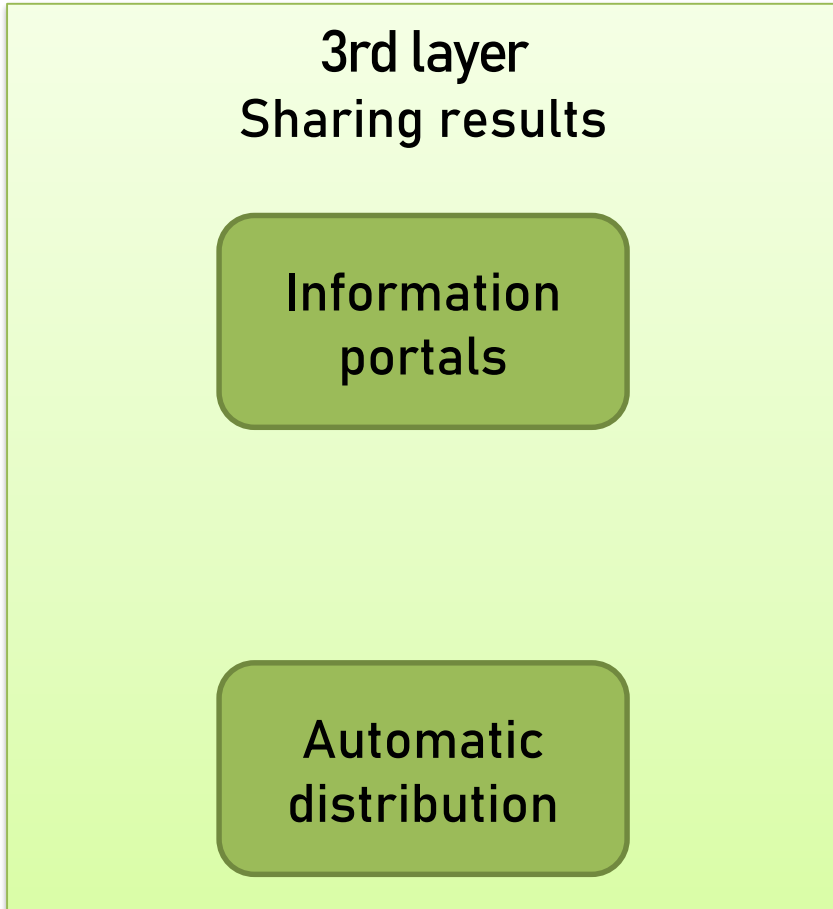 3rd layer
Sharing results
Information
portals
Automatic
distribution